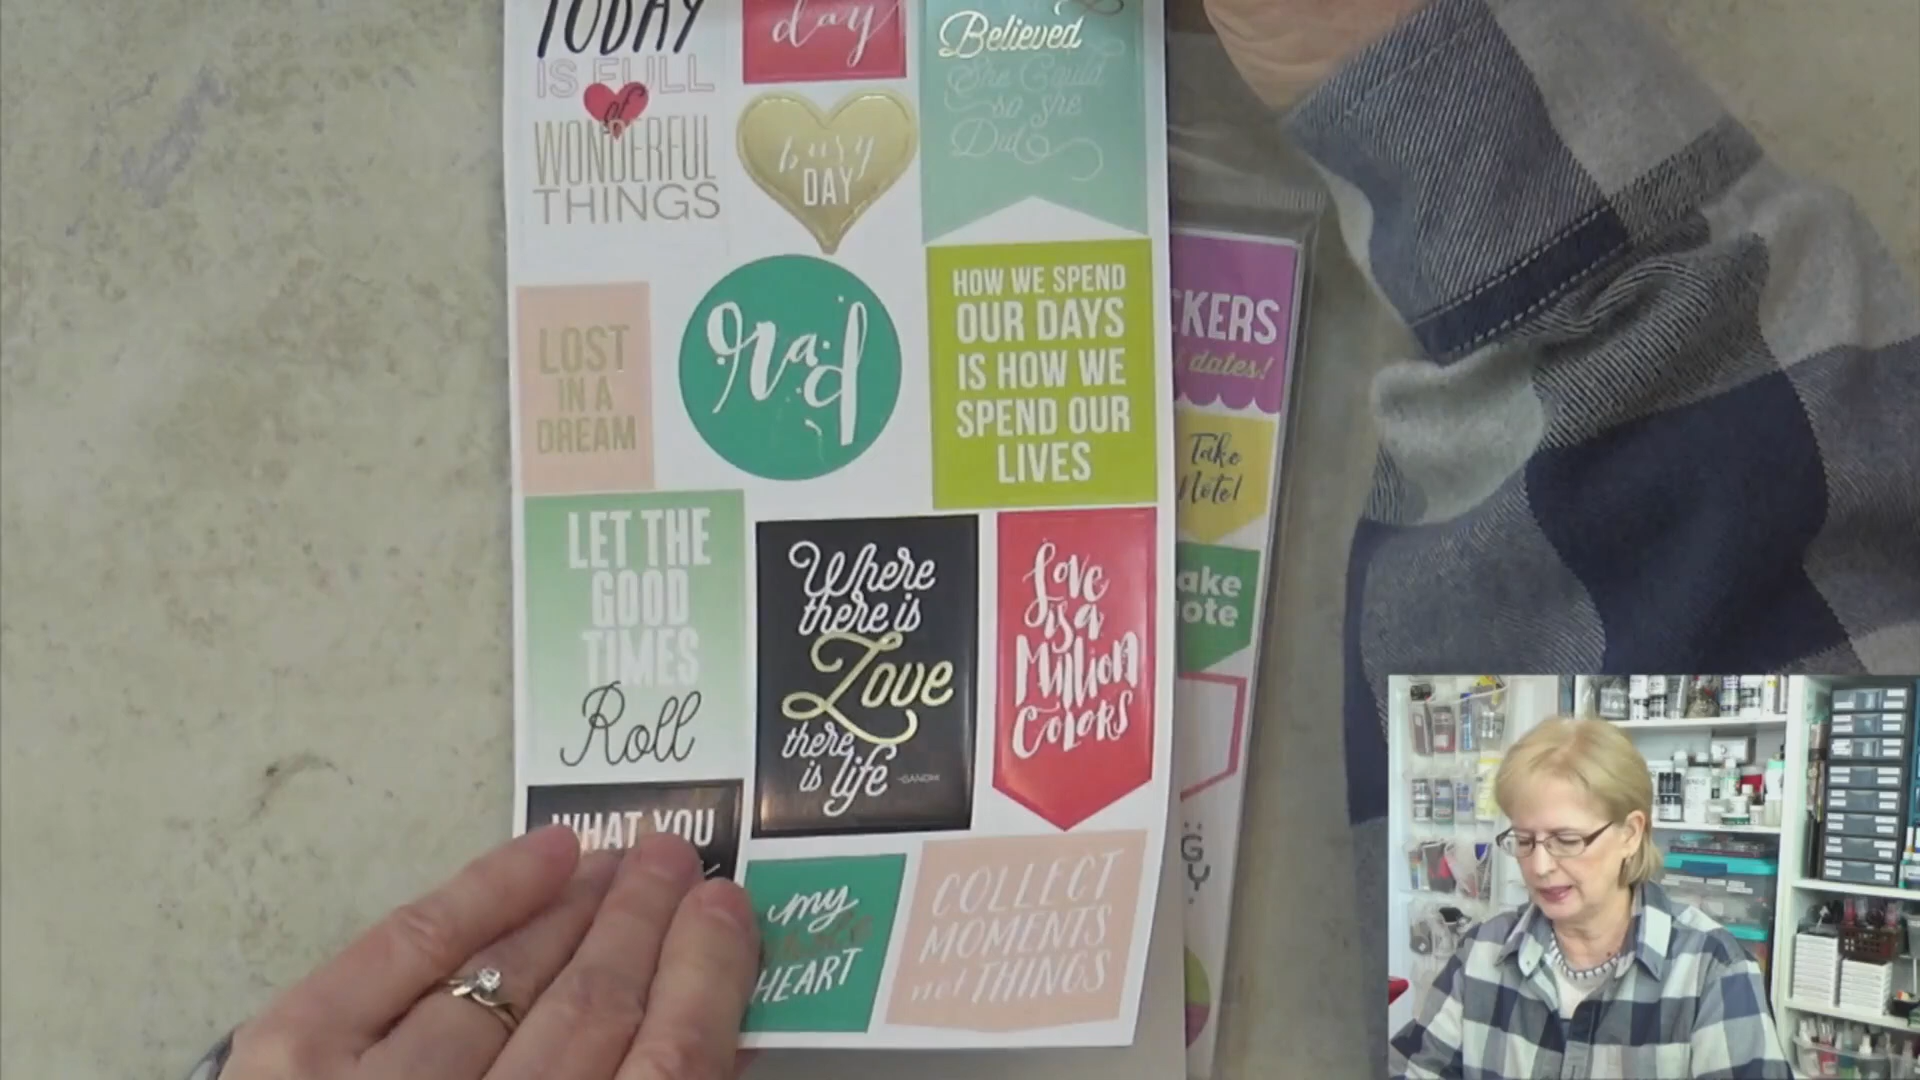 TODAY
IS FULL
of
WONDERFUL
THINGS
day
busy
DAY
Believed
She Could
so she
Did
LOST
IN A
DREAM
rad
HOW WE SPEND
OUR DAYS
IS HOW WE
SPEND OUR
LIVES
LET THE
GOOD
TIMES
Roll
Where
there is
Love
there
is life
-GANDHI
Love
is a
Million
Colors
WHAT YOU
my
HEART
COLLECT
MOMENTS
not THINGS
CKERS
dates!
Take
Note!
ake
ote
G
Y